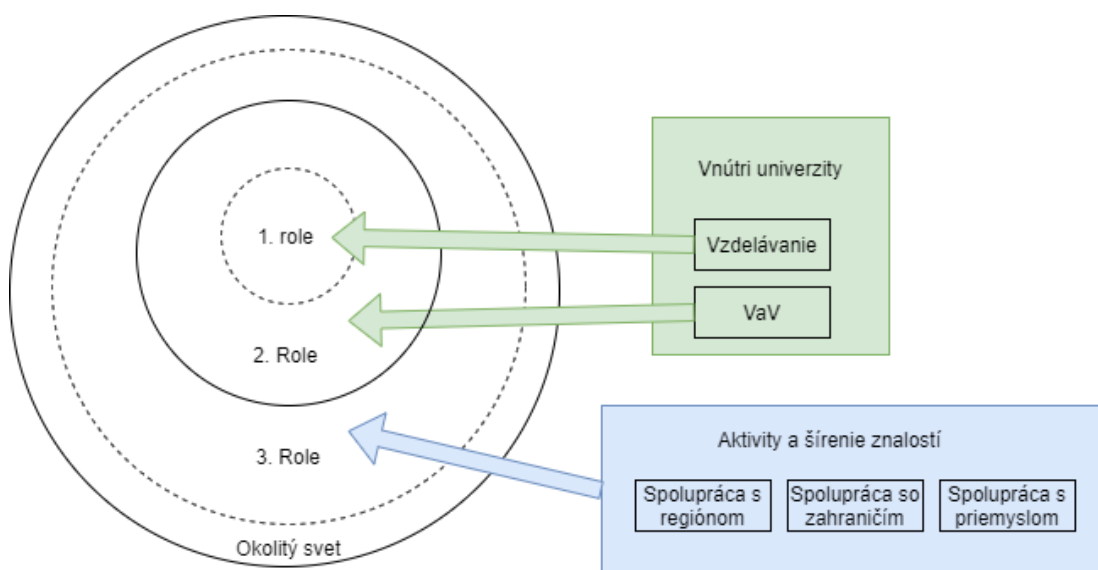 1. role
2. Role
3. Role
Okolitý svet
Vnútri univerzity
Vzdelávanie
VaV
Aktivity a šírenie znalostí
Spolupráca s
regiónom
Spolupráca so
zahraničím
Spolupráca s
priemyslom